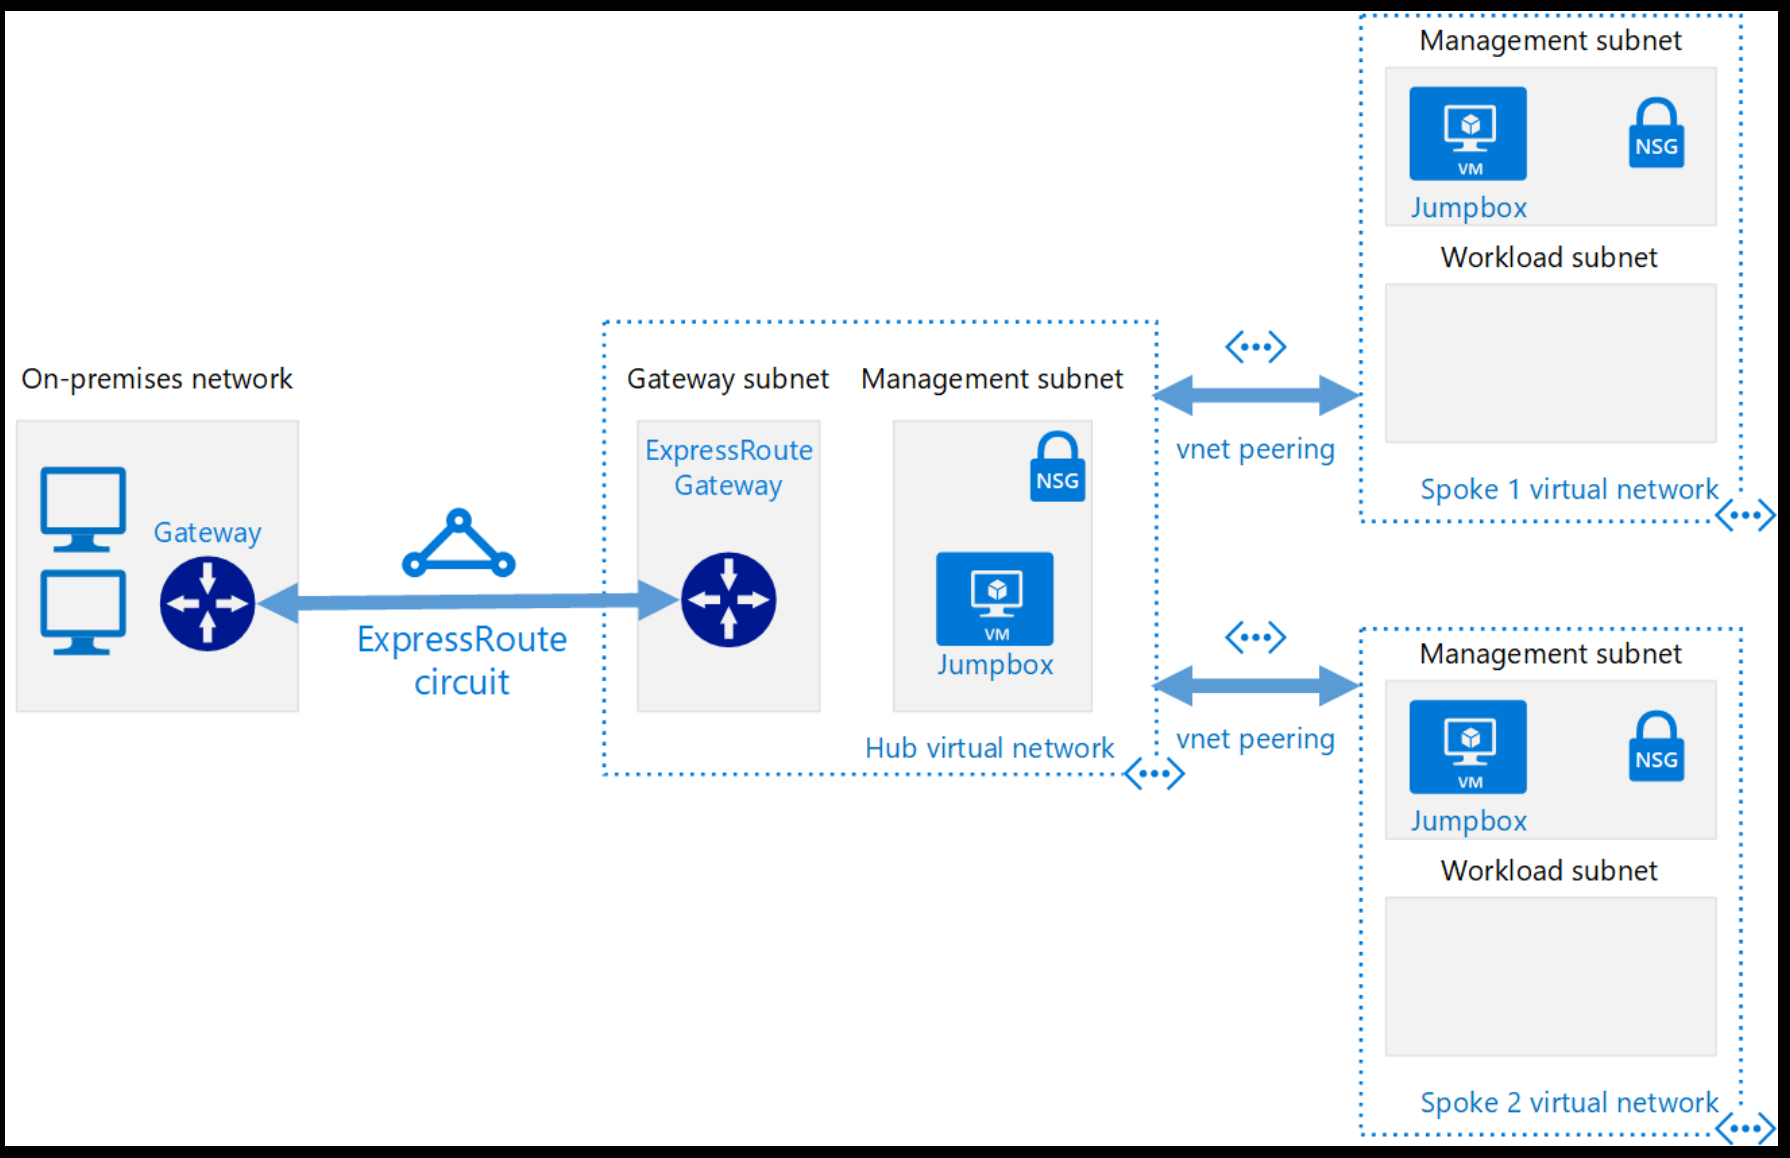 On-premises network
Gateway
ExpressRoute
circuit
Gateway subnet
ExpressRoute
Gateway
Management subnet
NSG
VM
Jumpbox
Hub virtual network
vnet peering
vnet peering
Management subnet
VM
NSG
Jumpbox
Workload subnet
Spoke 1 virtual network
Management subnet
VM
NSG
Jumpbox
Workload subnet
Spoke 2 virtual network